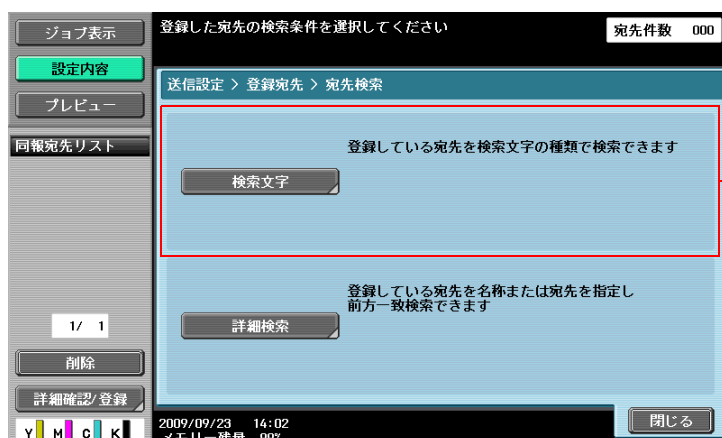 ジョブ表示
設定内容
プレビュー
同報宛先リスト
1/ 1
削除
詳細確認/登録
Y M C K
登録した宛先の検索条件を選択してください
宛先件数 000
送信設定 > 登録宛先 > 宛先検索
登録している宛先を検索文字の種類で検索できます
検索文字
登録している宛先を名称または宛先を指定し
前方一致検索できます
詳細検索
2009/09/23 14:02
メモリー残量 99%
閉じる